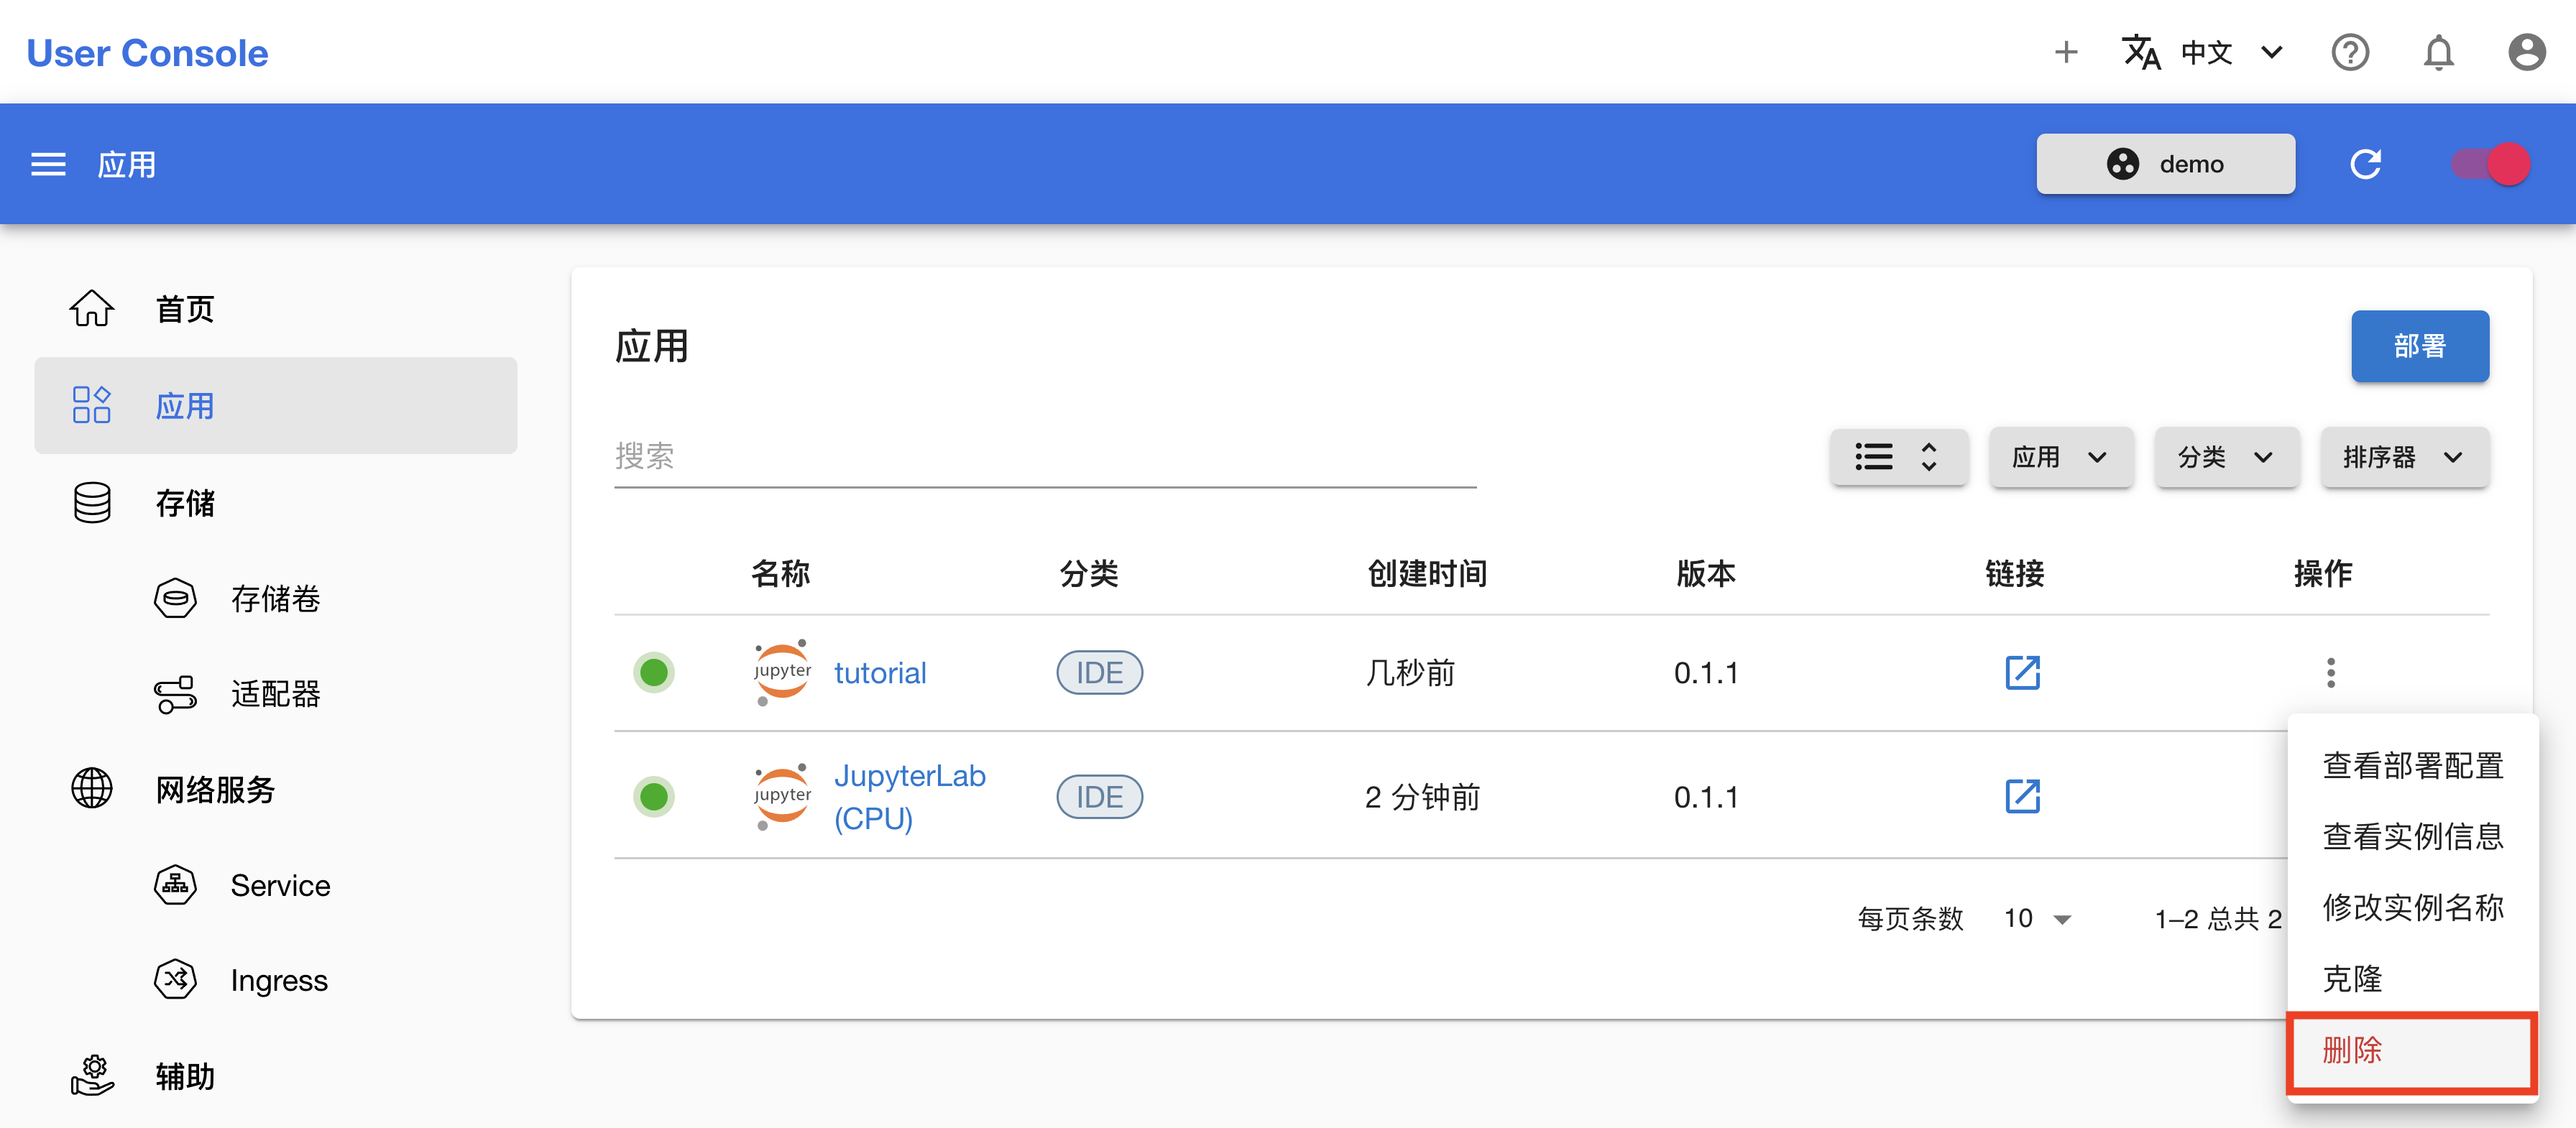 User Console
中文
应用
demo
首页
应用
存储
存储卷
适配器
网络服务
Service
Ingress
辅助
应用
部署
搜索
应用
分类
排序器
名称 分类 创建时间 版本 链接 操作
jupyter tutorial IDE 几秒前 0.1.1
jupyter JupyterLab
(CPU) IDE 2 分钟前 0.1.1
每页条数 10 1–2 总共 2
查看部署配置
查看实例信息
修改实例名称
克隆
删除